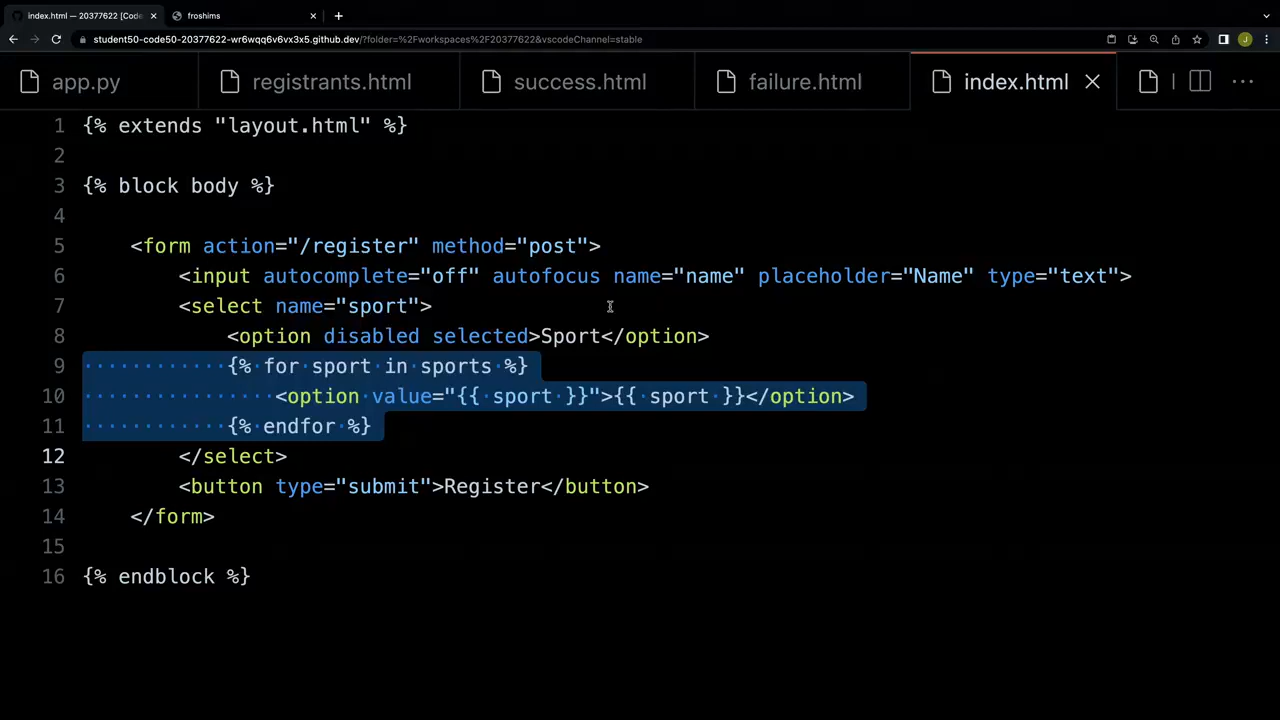 index.html — 20377622 [Code
froshims
student50-code50-20377622-wr6wqq6v6vx3x5.github.dev/?folder=%2Fworkspaces%2F20377622&vscodeChannel=stable
J
app.py
registrants.html
success.html
failure.html
index.html
1 {% extends "layout.html" %}
2
3 {% block body %}
4
5 <form action="/register" method="post">
6 <input autocomplete="off" autofocus name="name" placeholder="Name" type="text">
7 <select name="sport">
8 <option disabled selected>Sport</option>
9 {% for sport in sports %}
10 <option value="{{ sport }}">{{ sport }}</option>
11 {% endfor %}
12 </select>
13 <button type="submit">Register</button>
14 </form>
15
16 {% endblock %}